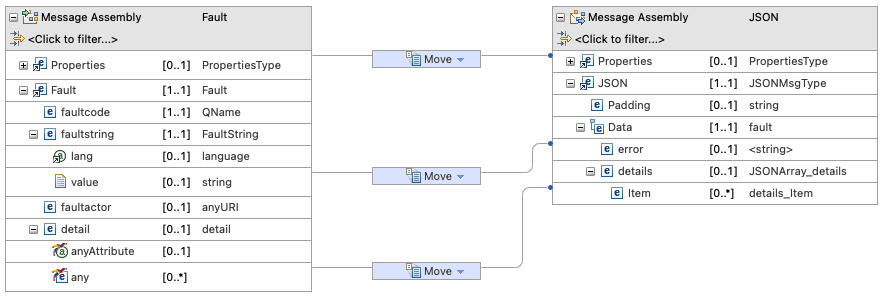 Message Assembly Fault
<Click to filter...>
Properties [0..1] PropertiesType
Fault [1..1] Fault
faultcode [1..1] QName
faultstring [1..1] FaultString
lang [0..1] language
value [0..1] string
faultactor [0..1] anyURI
detail [0..1] detail
anyAttribute [0..1]
any [0..*]
Move
Move
Move
Message Assembly JSON
<Click to filter...>
Properties [0..1] PropertiesType
JSON [1..1] JSONMsgType
Padding [0..1] string
Data [1..1] fault
error [0..1] <string>
details [0..1] JSONArray_details
Item [0..*] details_Item